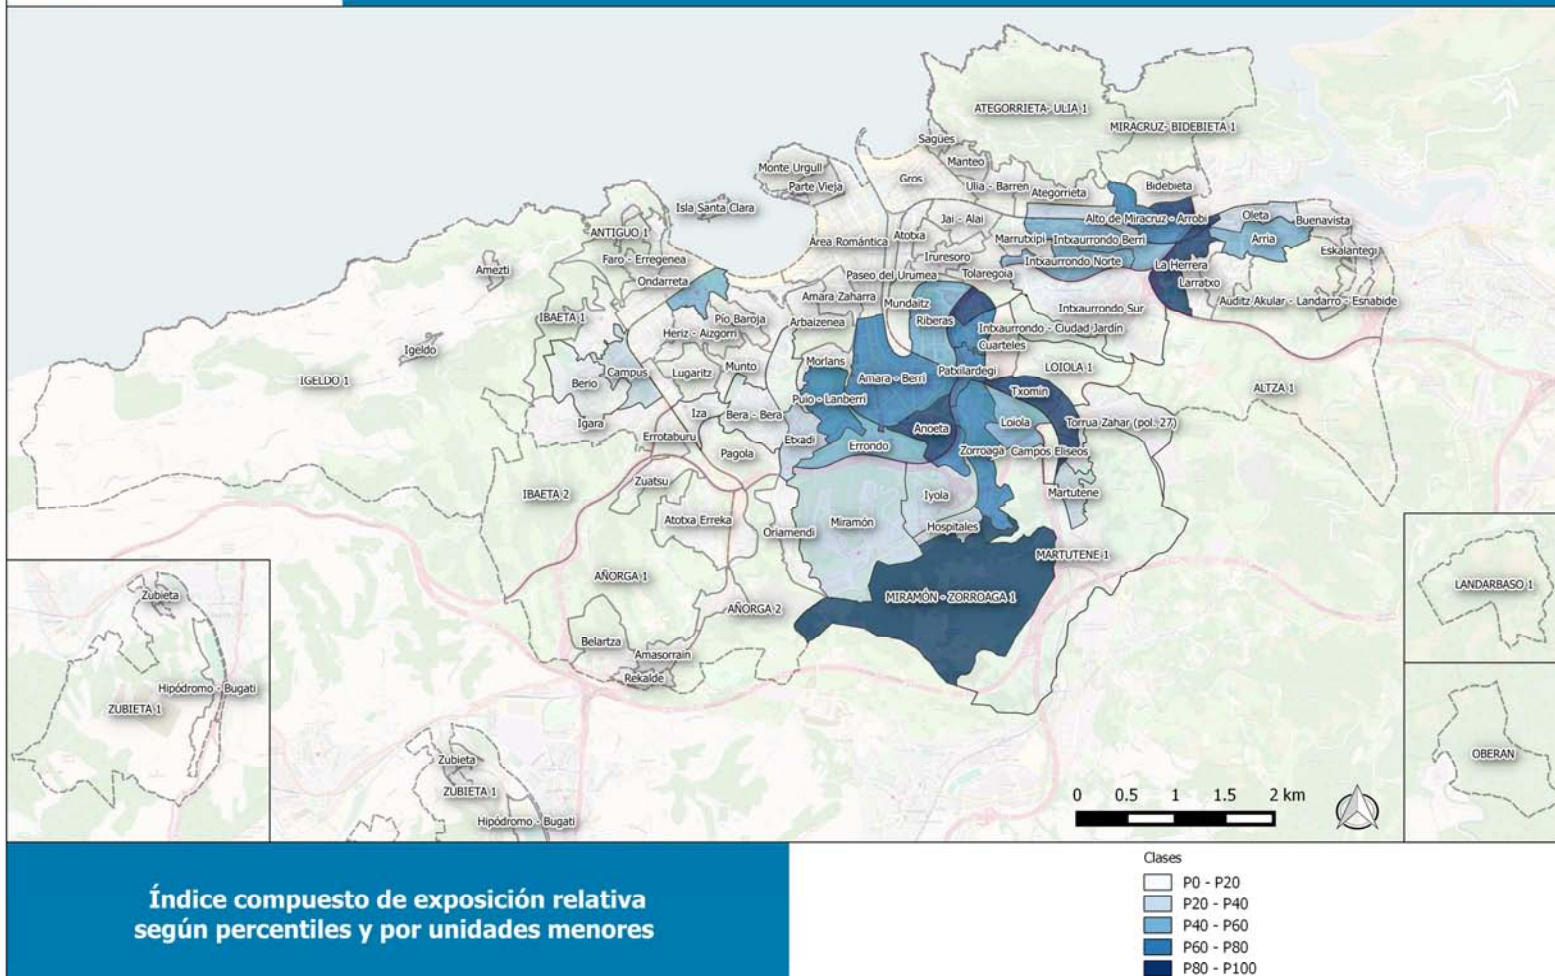 ATEGORRIETA- ULIA 1
MIRACRUZ- BIDEBIETA 1
Sagües
Manteo
Monte Urgull
Parte Vieja
Gros
Ulia - Barren
Ategorrieta
Bidebieta
Isla Santa Clara
Jai - Alai
Alto de Miracruz - Arrobi
Oleta
Buenavista
ANTIGUO 1
Área Romántica
Atotxa
Marrutxipi
Intxaurrondo Berri
Arria
Faro - Erregenea
Iruresoro
Intxaurrondo Norte
La Herrera
Eskalantegi
Amezti
Ondarreta
Paseo del Urumea
Tolaregoia
Larratxo
Amara Zaharra
Mundaitz
Intxaurrondo Sur
Auditz Akular - Landarro - Esnabide
IBAETA 1
Pío Baroja
Arbaizenea
Riberas
Intxaurrondo - Ciudad Jardín
Heriz - Aizgorri
Cuarteles
Igeldo
Morlans
Munto
Lugaritz
Campus
Amara - Berri
Patxilardegi
LOIOLA 1
IGELDO 1
Berio
Puio - Lanberri
Txomin
ALTZA 1
Iza
Bera - Bera
Igara
Anoeta
Loiola
Torrua Zahar (pol. 27)
Errotaburu
Etxadi
Errondo
Pagola
Zorroaga
Campos Elíseos
Zuatsu
IBAETA 2
Iyola
Martutene
Atotxa Erreka
Miramón
Hospitales
Oriamendi
MARTUTENE 1
AÑORGA 1
MIRAMÓN - ZORROAGA 1
AÑORGA 2
Belartza
Amasorrain
Rekalde
Zubieta
Hipódromo - Bugati
ZUBIETA 1
Zubieta
ZUBIETA 1
Hipódromo - Bugati
LANDARBASO 1
OBERAN
0 0.5 1 1.5 2 km
Índice compuesto de exposición relativa
según percentiles y por unidades menores
Clases
P0 - P20
P20 - P40
P40 - P60
P60 - P80
P80 - P100